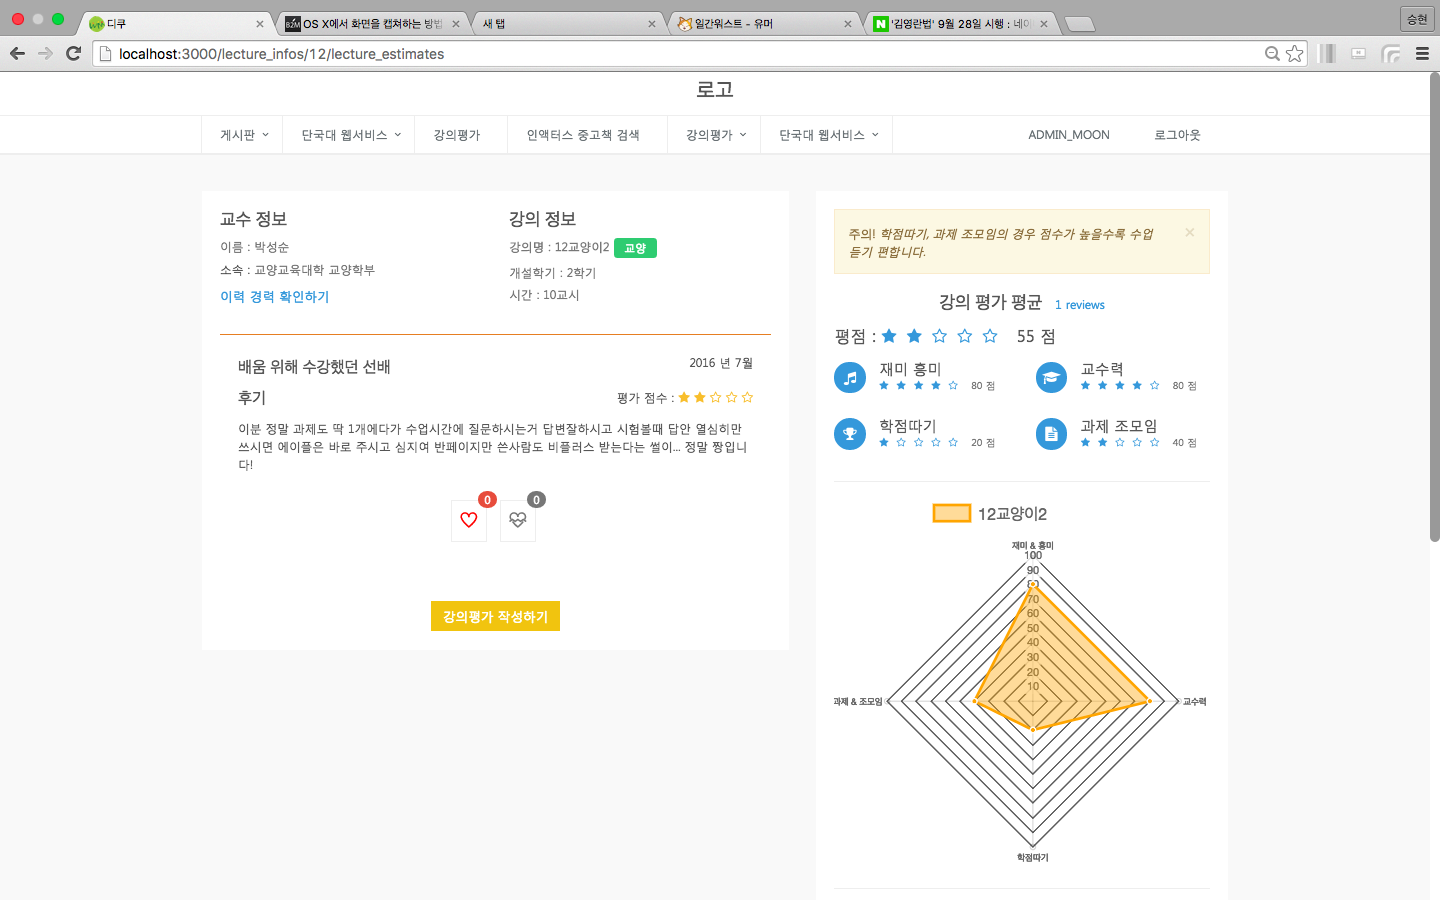 디쿠
B2M OS X에서 화면을 캡쳐하는 방법
새 탭
일간워스트 - 유머
N '김영란법' 9월 28일 시행 : 네이
승현
localhost:3000/lecture_infos/12/lecture_estimates
로고
게시판
단국대 웹서비스
강의평가
인액터스 중고책 검색
강의평가
단국대 웹서비스
ADMIN_MOON
로그아웃
교수 정보
이름 : 박성순
소속 : 교양교육대학 교양학부
이력 경력 확인하기
강의 정보
강의명 : 12교양이2 교양
개설학기 : 2학기
시간 : 10교시
배움 위해 수강했던 선배
2016 년 7월
후기
평가 점수 :
이분 정말 과제도 딱 1개에다가 수업시간에 질문하시는거 답변잘하시고 시험볼때 답안 열심히만
쓰시면 에이플은 바로 주시고 심지여 반페이지만 쓴사람도 비플러스 받는다는 썰이... 정말 짱입니
다!
0
0
강의평가 작성하기
주의! 학점따기, 과제 조모임의 경우 점수가 높을수록 수업
듣기 편합니다.
×
강의 평가 평균 1 reviews
평점 : 55 점
재미 흥미
80 점
교수력
80 점
학점따기
20 점
과제 조모임
40 점
12교양이2
재미 & 흥미
100
90
80
70
60
50
40
30
20
10
과제 & 조모임
교수력
학점따기